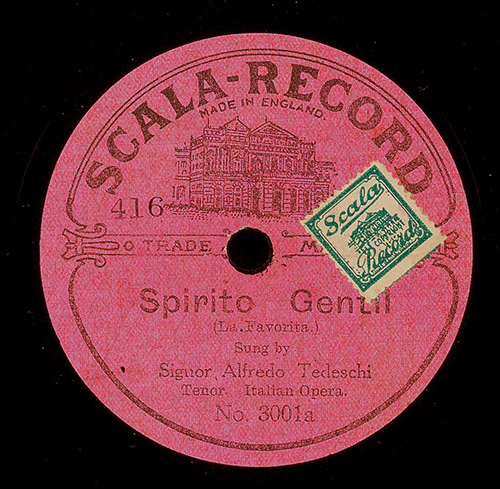 SCALA-RECORD
MADE IN ENGLAND.
416
TRADE
Scala
Record
Spirito Gentil
(La.Favorita.)
Sung by
Signor Alfredo Tedeschi
Tenor. Italian Opera.
No. 3001a